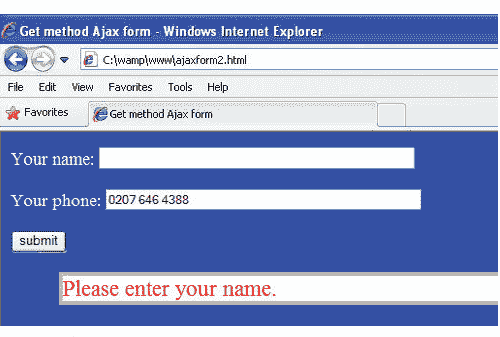 Get method Ajax form - Windows Internet Explorer
C:\wamp\www\ajaxform2.html
File Edit View Favorites Tools Help
Favorites Get method Ajax form
Your name:
Your phone: 0207 646 4388
submit
Please enter your name.